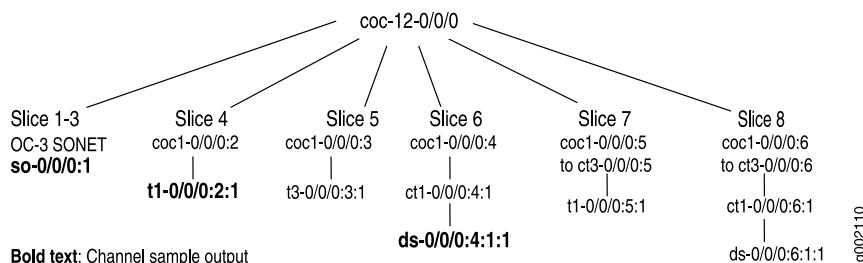 coc-12-0/0/0
Slice 1-3
OC-3 SONET
so-0/0/0:1
Slice 4
coc1-0/0/0:2
t1-0/0/0:2:1
Slice 5
coc1-0/0/0:3
t3-0/0/0:3:1
Slice 6
coc1-0/0/0:4
ct1-0/0/0:4:1
ds-0/0/0:4:1:1
Slice 7
coc1-0/0/0:5
to ct3-0/0/0:5
t1-0/0/0:5:1
Slice 8
coc1-0/0/0:6
to ct3-0/0/0:6
ct1-0/0/0:6:1
ds-0/0/0:6:1:1
Bold text: Channel sample output
g002110